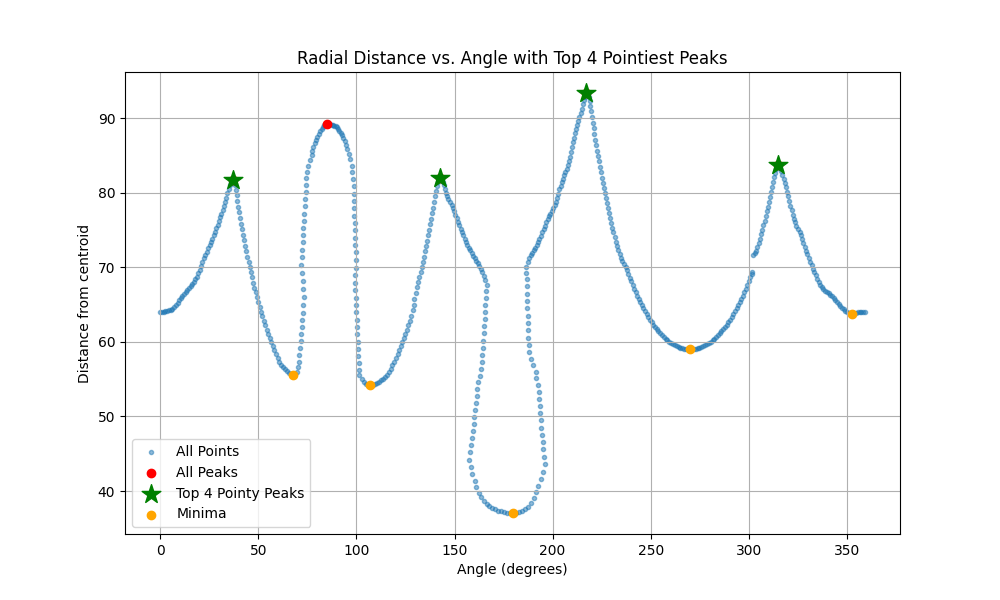 Radial Distance vs. Angle with Top 4 Pointiest Peaks
Distance from centroid
90
80
70
60
50
40
All Points
All Peaks
Top 4 Pointy Peaks
Minima
0 50 100 150 200 250 300 350
Angle (degrees)